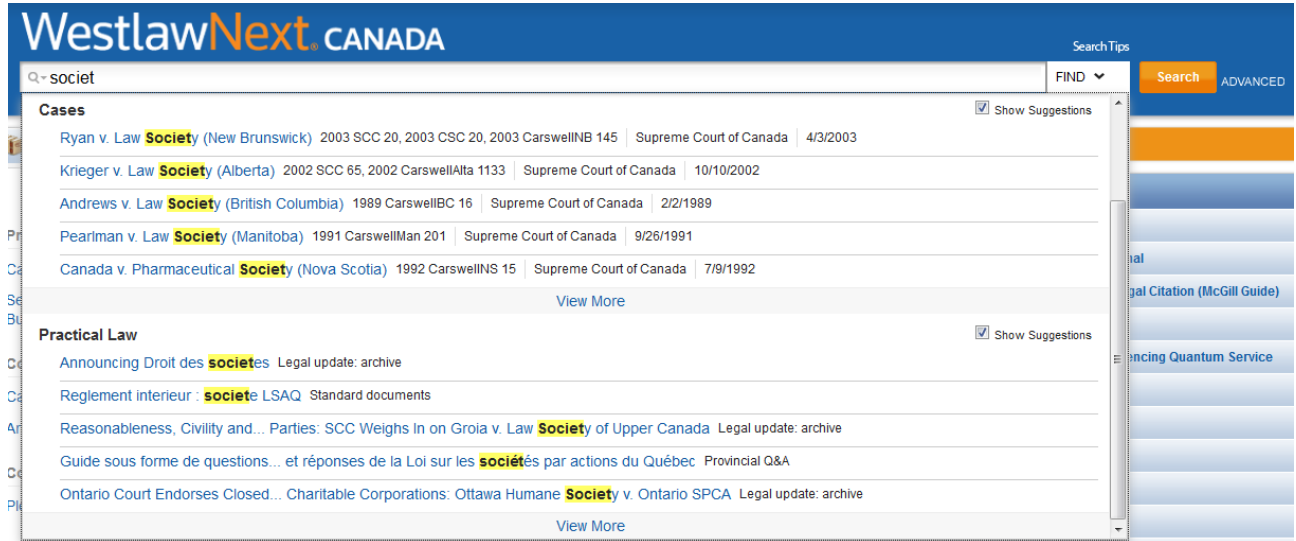 WestlawNext. CANADA
Search Tips
societ
FIND
Search
ADVANCED
Cases
Show Suggestions
Ryan v. Law Society (New Brunswick) 2003 SCC 20, 2003 CSC 20, 2003 CarswellNB 145 Supreme Court of Canada 4/3/2003
Krieger v. Law Society (Alberta) 2002 SCC 65, 2002 CarswellAlta 1133 Supreme Court of Canada 10/10/2002
Andrews v. Law Society (British Columbia) 1989 CarswellBC 16 Supreme Court of Canada 2/2/1989
Pearlman v. Law Society (Manitoba) 1991 CarswellMan 201 Supreme Court of Canada 9/26/1991
Canada v. Pharmaceutical Society (Nova Scotia) 1992 CarswellNS 15 Supreme Court of Canada 7/9/1992
View More
Practical Law
Show Suggestions
Announcing Droit des societes Legal update: archive
Reglement interieur : societe LSAQ Standard documents
Reasonableness, Civility and... Parties: SCC Weighs In on Groia v. Law Society of Upper Canada Legal update: archive
Guide sous forme de questions... et réponses de la Loi sur les sociétés par actions du Québec Provincial Q&A
Ontario Court Endorses Closed... Charitable Corporations: Ottawa Humane Society v. Ontario SPCA Legal update: archive
View More
gal Citation (McGill Guide)
encing Quantum Service